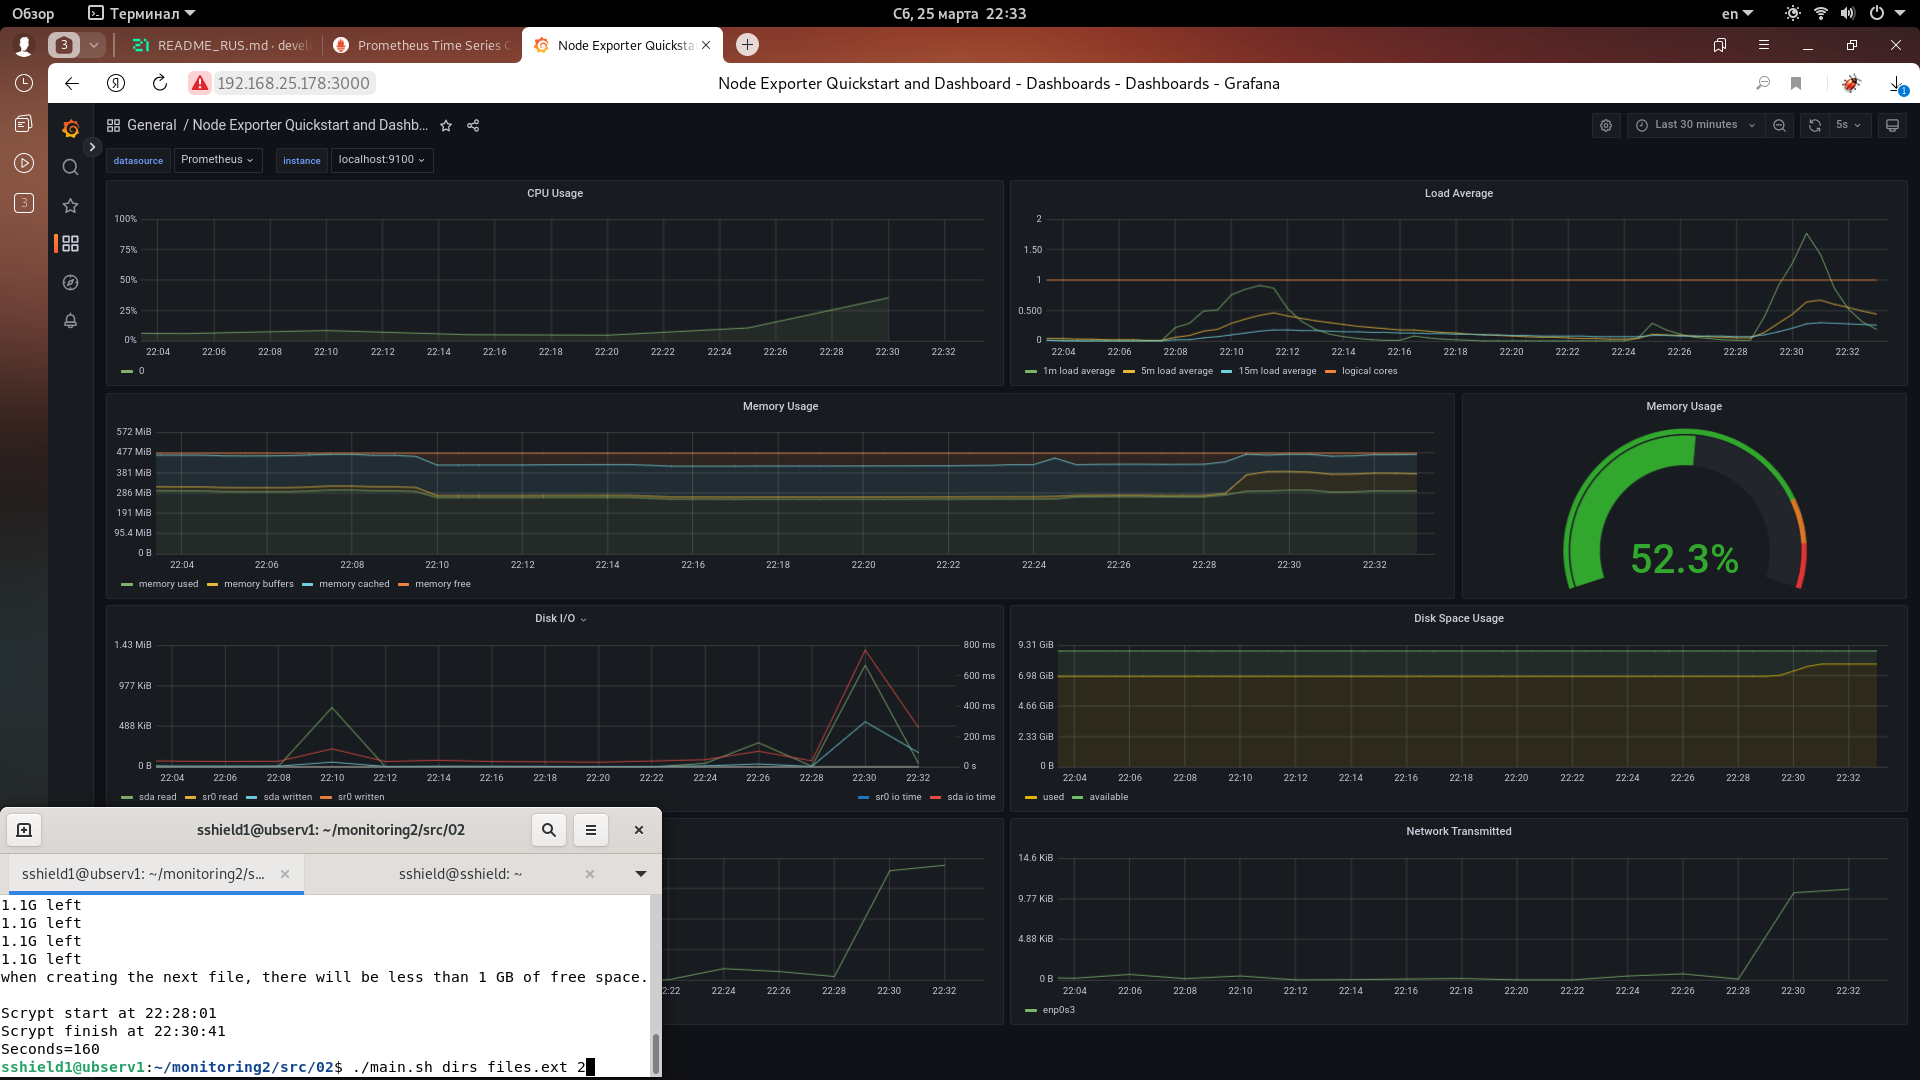 Обзор Терминал Сб, 25 марта 22:33 en
3 README_RUS.md · devel Prometheus Time Series C Node Exporter Quicksta
192.168.25.178:3000 Node Exporter Quickstart and Dashboard - Dashboards - Dashboards - Grafana 1
General / Node Exporter Quickstart and Dashb... Last 30 minutes 5s
datasource Prometheus instance localhost:9100
3
CPU Usage
100%
75%
50%
25%
0%
22:04 22:06 22:08 22:10 22:12 22:14 22:16 22:18 22:20 22:22 22:24 22:26 22:28 22:30 22:32
0
Load Average
2
1.50
1
0.500
0
22:04 22:06 22:08 22:10 22:12 22:14 22:16 22:18 22:20 22:22 22:24 22:26 22:28 22:30 22:32
1m load average 5m load average 15m load average logical cores
Memory Usage
572 MiB
477 MiB
381 MiB
286 MiB
191 MiB
95.4 MiB
0 B
22:04 22:06 22:08 22:10 22:12 22:14 22:16 22:18 22:20 22:22 22:24 22:26 22:28 22:30 22:32
memory used memory buffers memory cached memory free
Memory Usage
52.3%
Disk I/O
1.43 MiB 800 ms
977 KiB 600 ms
400 ms
488 KiB 200 ms
0 B 0 s
22:04 22:06 22:08 22:10 22:12 22:14 22:16 22:18 22:20 22:22 22:24 22:26 22:28 22:30 22:32
sda read sr0 read sda written sr0 written sr0 io time sda io time
Disk Space Usage
9.31 GiB
6.98 GiB
4.66 GiB
2.33 GiB
0 B
22:04 22:06 22:08 22:10 22:12 22:14 22:16 22:18 22:20 22:22 22:24 22:26 22:28 22:30 22:32
used available
22:22 22:24 22:26 22:28 22:30 22:32
Network Transmitted
14.6 KiB
9.77 KiB
4.88 KiB
0 B
22:04 22:06 22:08 22:10 22:12 22:14 22:16 22:18 22:20 22:22 22:24 22:26 22:28 22:30 22:32
enp0s3
sshield1@ubserv1: ~/monitoring2/src/02
sshield1@ubserv1: ~/monitoring2/s... sshield@sshield: ~
1.1G left
1.1G left
1.1G left
1.1G left
when creating the next file, there will be less than 1 GB of free space.
Scrypt start at 22:28:01
Scrypt finish at 22:30:41
Seconds=160
sshield1@ubserv1:~/monitoring2/src/02$ ./main.sh dirs files.ext 2